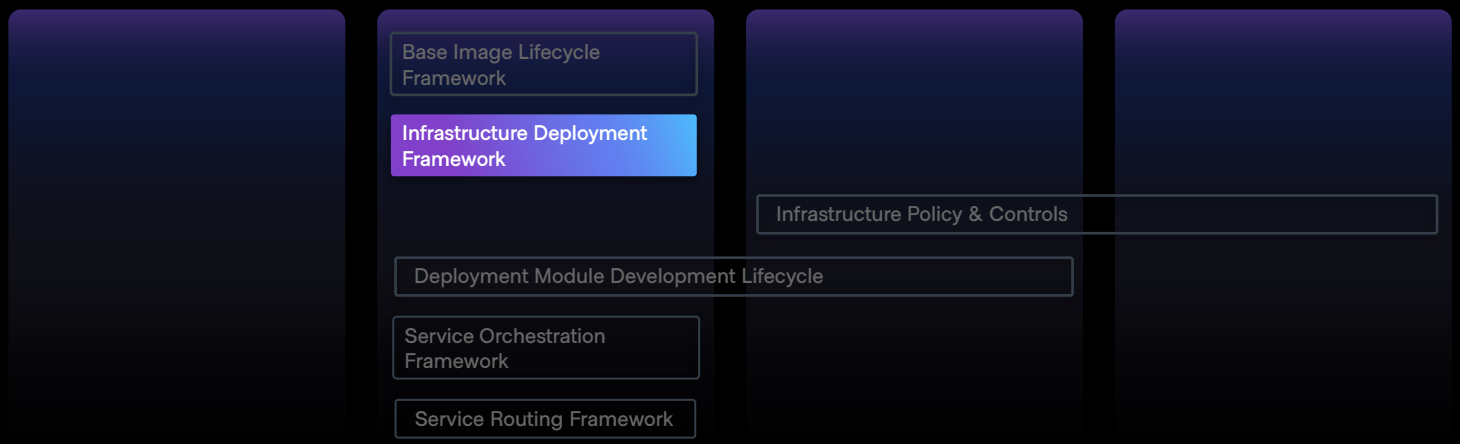 Base Image Lifecycle
Framework
Infrastructure Deployment
Framework
Infrastructure Policy & Controls
Deployment Module Development Lifecycle
Service Orchestration
Framework
Service Routing Framework